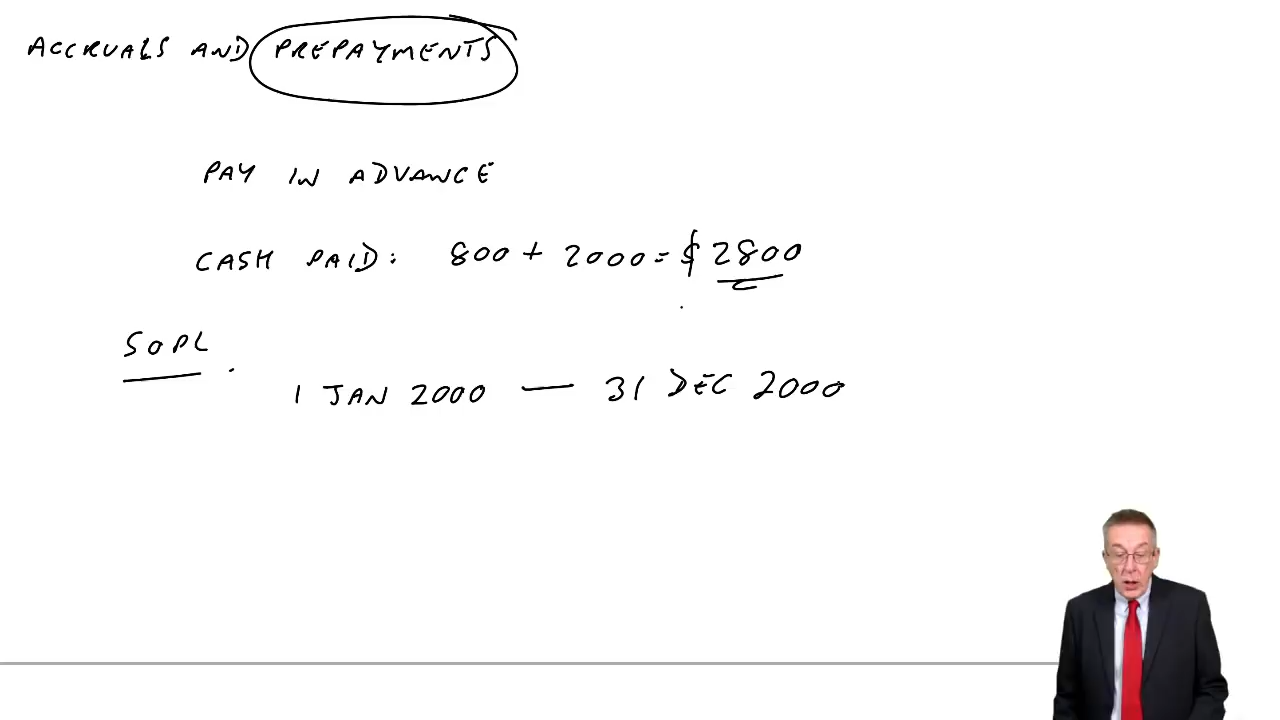 ACCRUALS AND PREPAYMENTS
PAY IN ADVANCE
CASH PAID: 800 + 2000 = $2800
SOPL
1 JAN 2000 — 31 DEC 2000